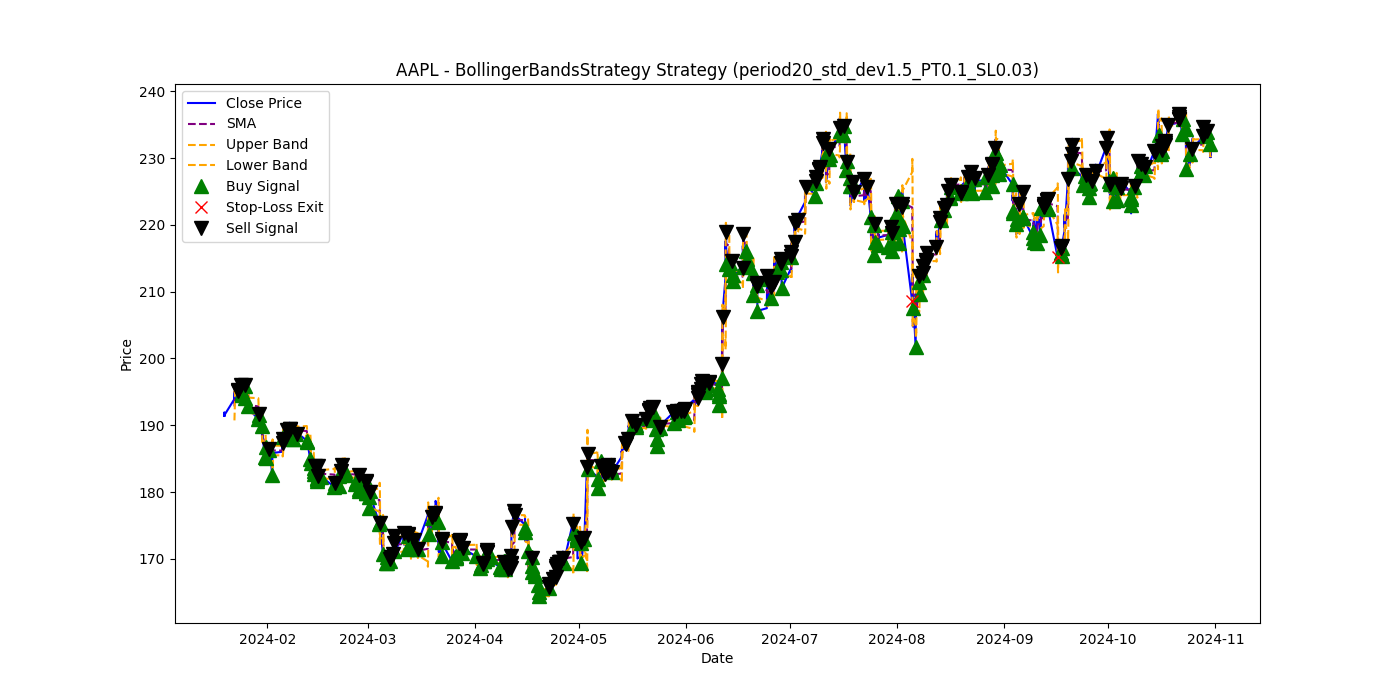 AAPL - BollingerBandsStrategy Strategy (period20_std_dev1.5_PT0.1_SL0.03)
Close Price
SMA
Upper Band
Lower Band
Buy Signal
Stop-Loss Exit
Sell Signal
Price
240
230
220
210
200
190
180
170
2024-02 2024-03 2024-04 2024-05 2024-06 2024-07 2024-08 2024-09 2024-10 2024-11
Date